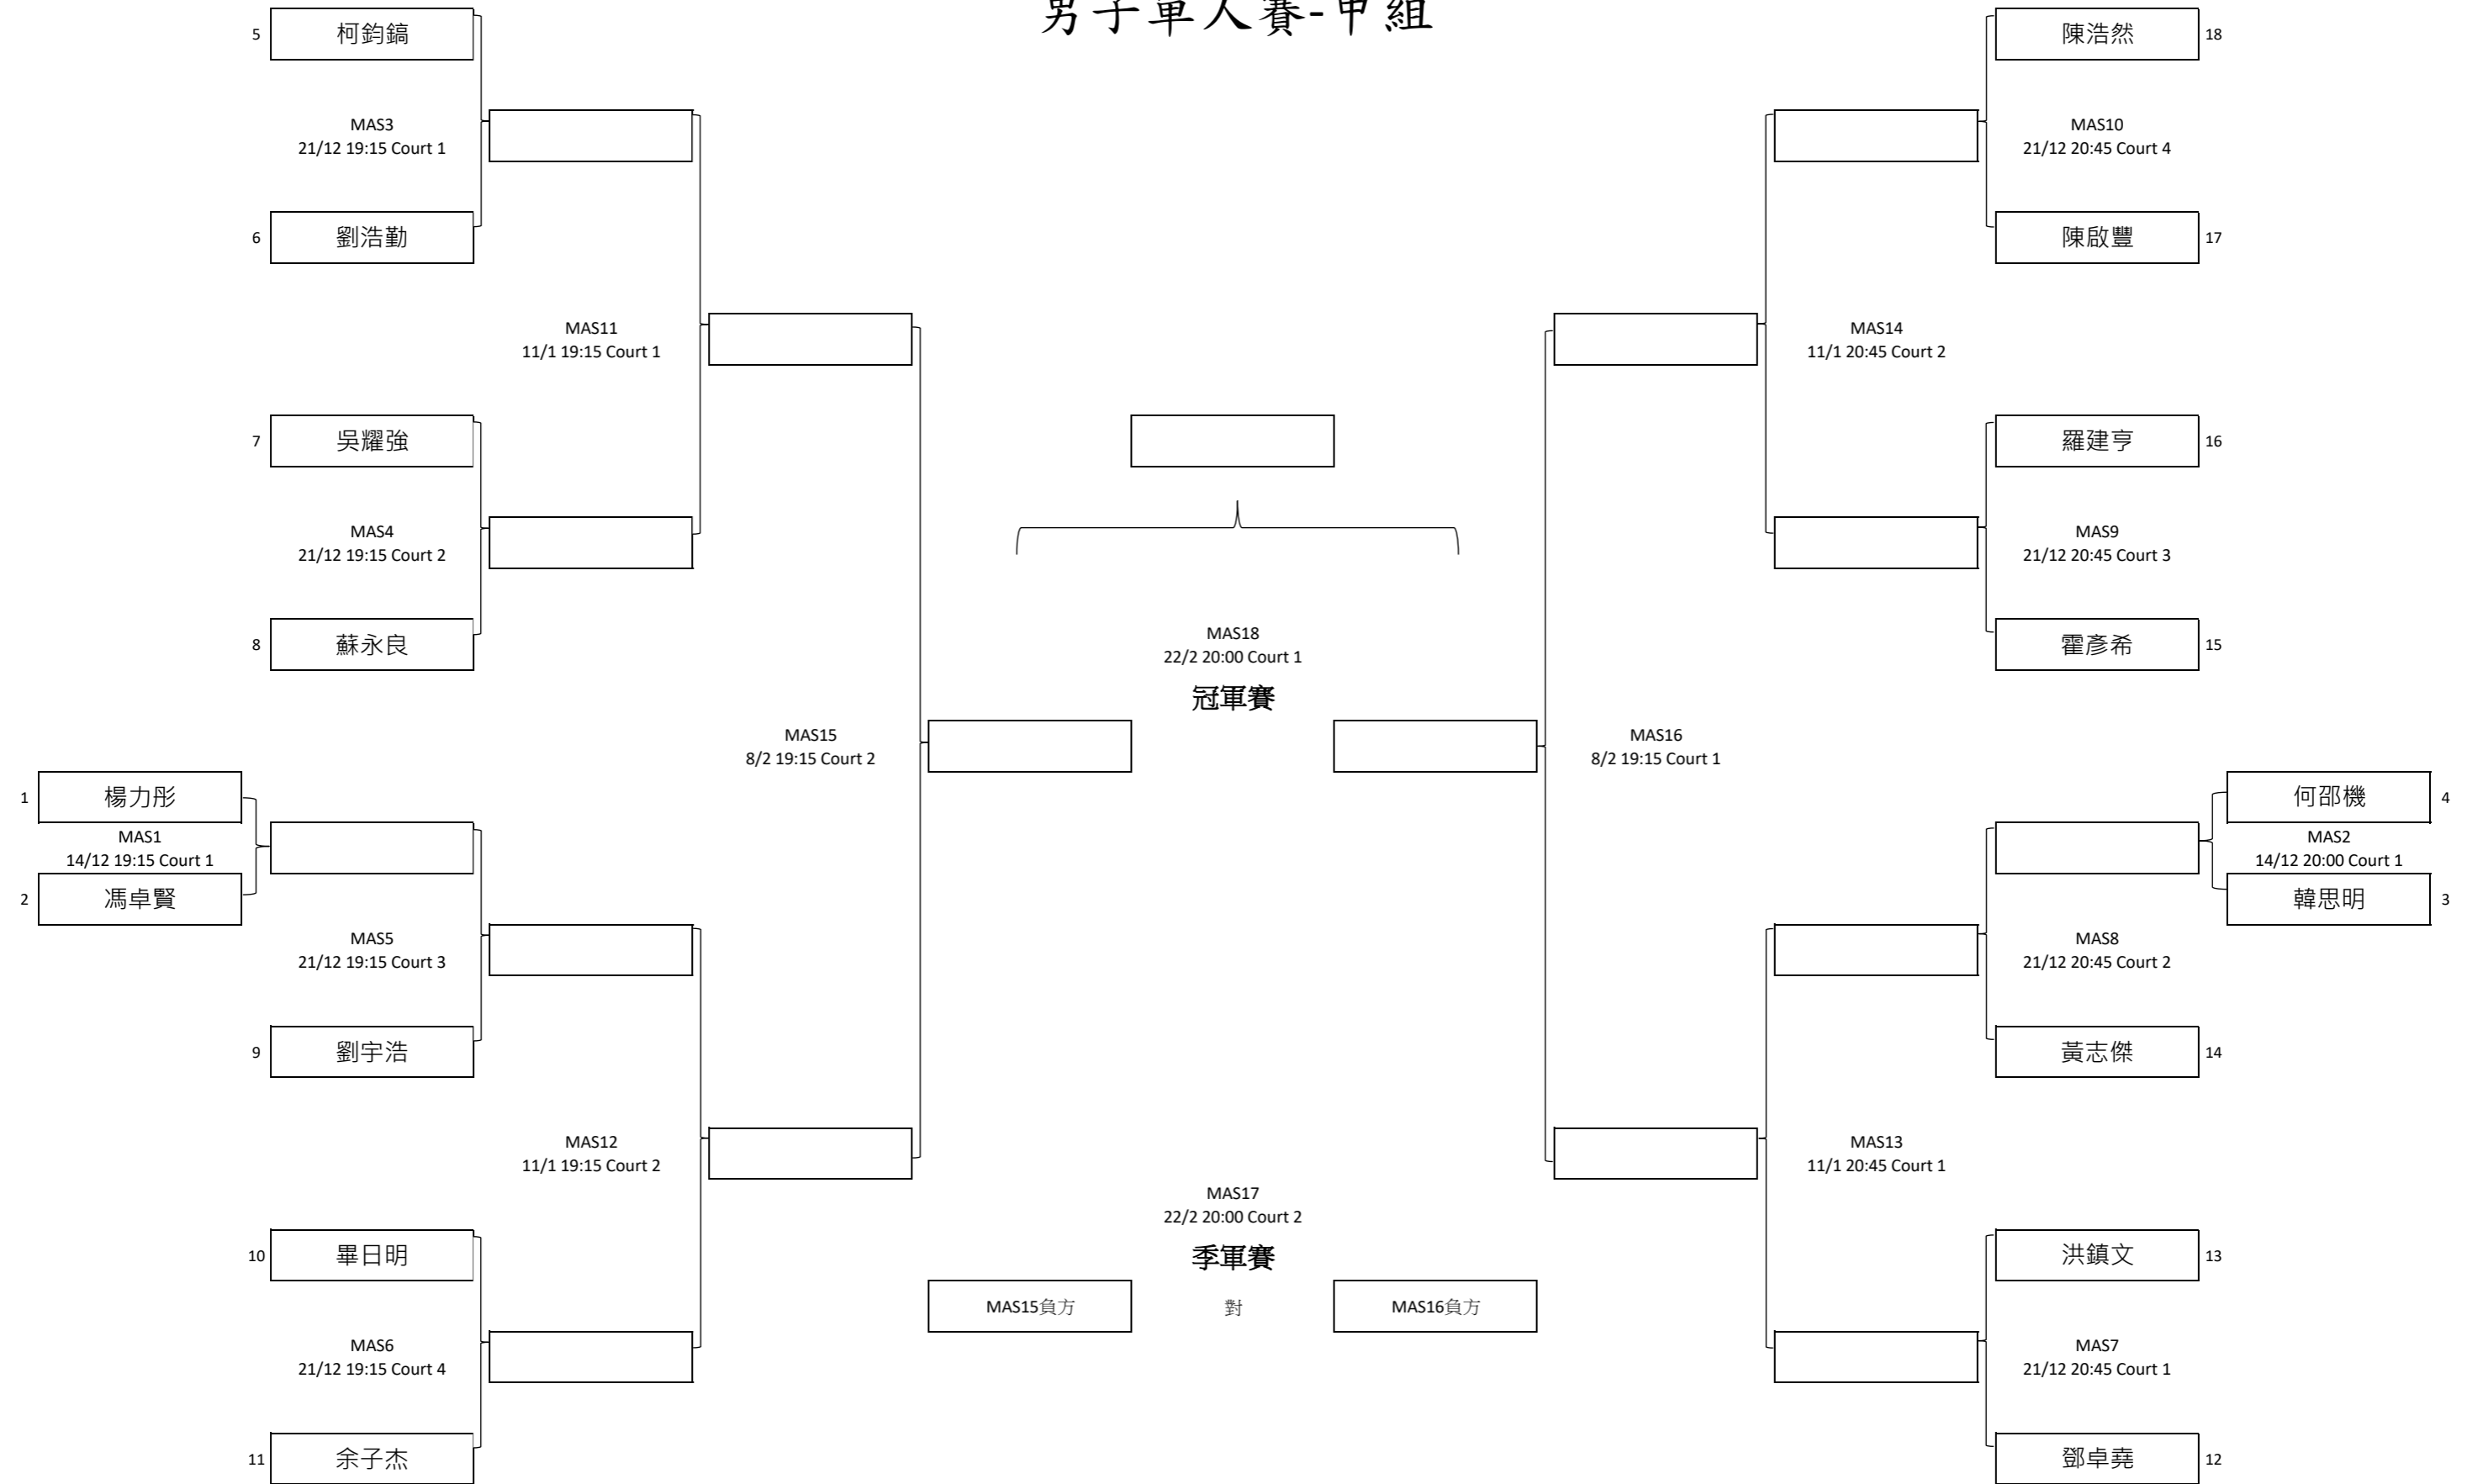 男子單人賽-甲組
5 柯鈞鎬
陳浩然 18
MAS3
21/12 19:15 Court 1
MAS10
21/12 20:45 Court 4
6 劉浩勤
陳啟豐 17
MAS11
11/1 19:15 Court 1
MAS14
11/1 20:45 Court 2
7 吳耀強
羅建亨 16
MAS4
21/12 19:15 Court 2
MAS9
21/12 20:45 Court 3
8 蘇永良
MAS18
22/2 20:00 Court 1
冠軍賽
霍彥希 15
MAS15
8/2 19:15 Court 2
MAS16
8/2 19:15 Court 1
1 楊力彤
MAS1
14/12 19:15 Court 1
2 馮卓賢
何邵機 4
MAS2
14/12 20:00 Court 1
韓思明 3
MAS5
21/12 19:15 Court 3
MAS8
21/12 20:45 Court 2
9 劉宇浩
黃志傑 14
MAS12
11/1 19:15 Court 2
MAS13
11/1 20:45 Court 1
MAS17
22/2 20:00 Court 2
季軍賽
10 畢日明
洪鎮文 13
MAS15負方
對
MAS16負方
MAS6
21/12 19:15 Court 4
MAS7
21/12 20:45 Court 1
11 余子杰
鄧卓堯 12